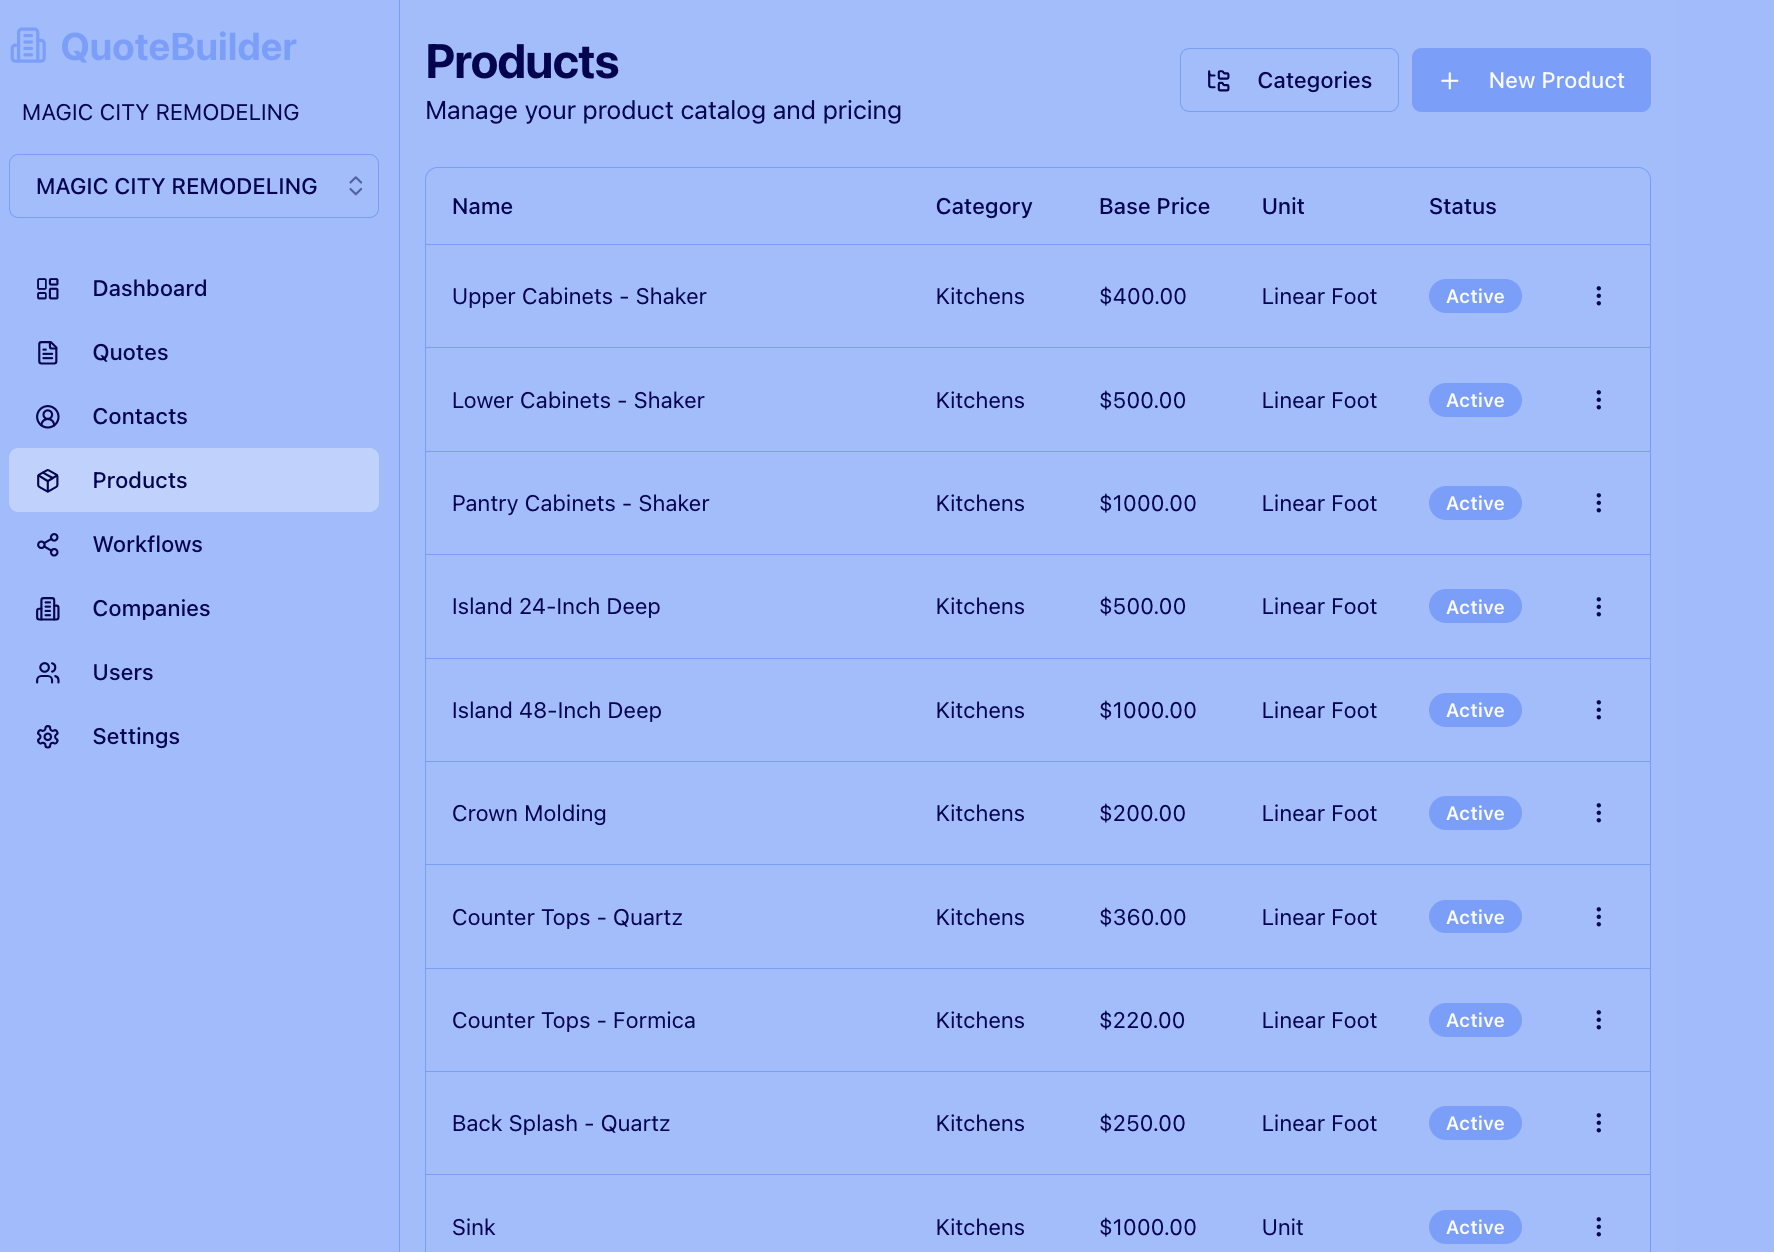 QuoteBuilder
MAGIC CITY REMODELING
MAGIC CITY REMODELING
Dashboard
Quotes
Contacts
Products
Workflows
Companies
Users
Settings
Products
Manage your product catalog and pricing
Categories
New Product
Name Category Base Price Unit Status
Upper Cabinets - Shaker Kitchens $400.00 Linear Foot Active
Lower Cabinets - Shaker Kitchens $500.00 Linear Foot Active
Pantry Cabinets - Shaker Kitchens $1000.00 Linear Foot Active
Island 24-Inch Deep Kitchens $500.00 Linear Foot Active
Island 48-Inch Deep Kitchens $1000.00 Linear Foot Active
Crown Molding Kitchens $200.00 Linear Foot Active
Counter Tops - Quartz Kitchens $360.00 Linear Foot Active
Counter Tops - Formica Kitchens $220.00 Linear Foot Active
Back Splash - Quartz Kitchens $250.00 Linear Foot Active
Sink Kitchens $1000.00 Unit Active